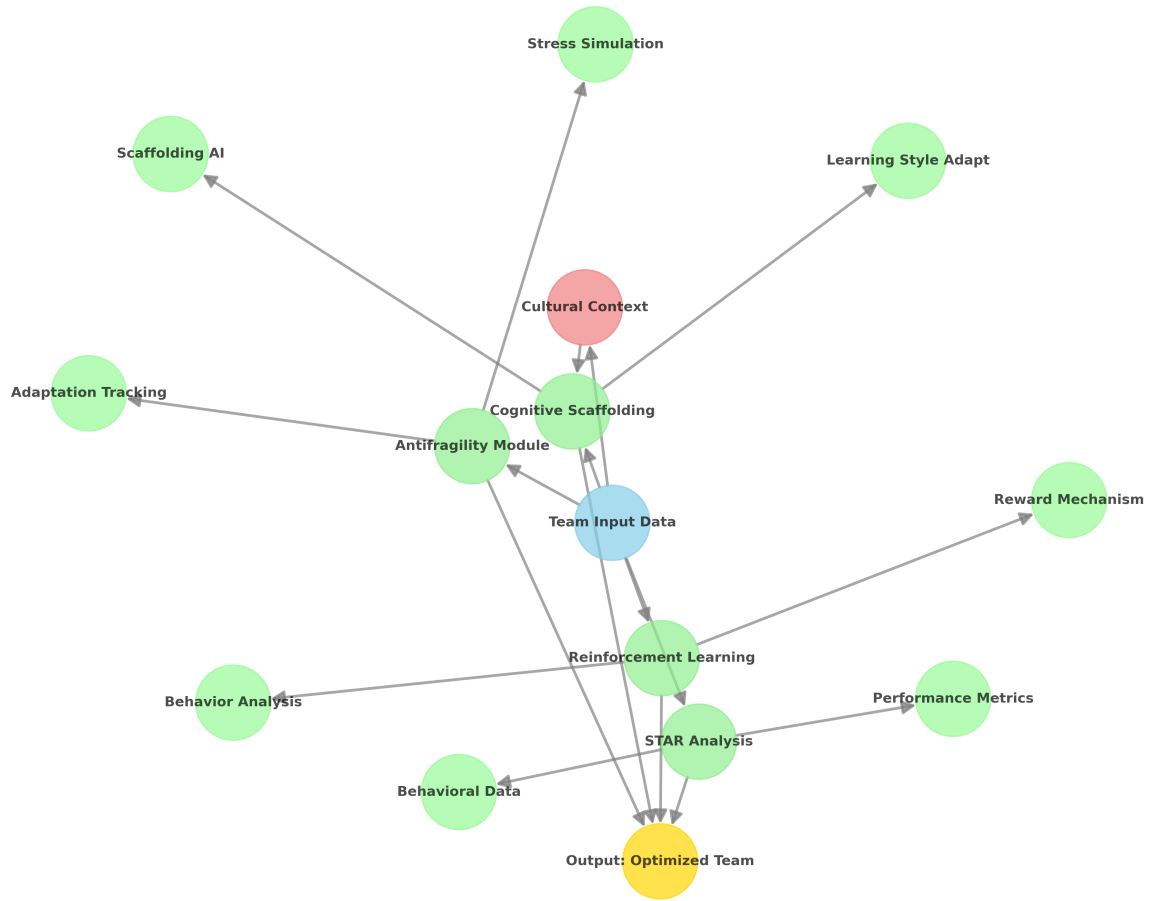 Stress Simulation
Scaffolding AI
Learning Style Adapt
Cultural Context
Adaptation Tracking
Cognitive Scaffolding
Antifragility Module
Reward Mechanism
Team Input Data
Reinforcement Learning
Behavior Analysis
Performance Metrics
STAR Analysis
Behavioral Data
Output: Optimized Team